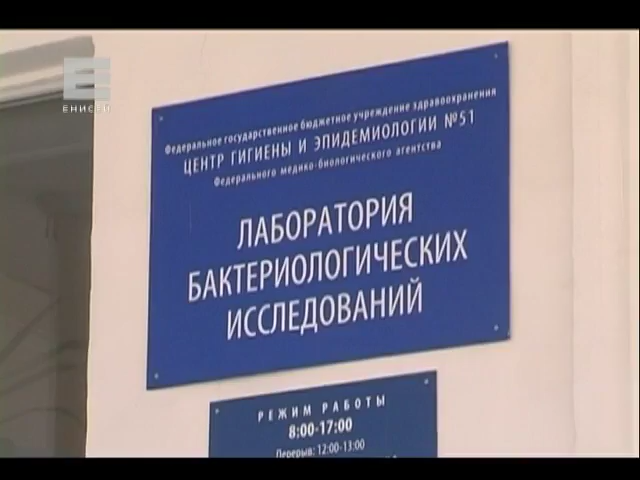 Е
ЕНИСЕЙ
Федеральное государственное бюджетное учреждение здравоохранения
ЦЕНТР ГИГИЕНЫ И ЭПИДЕМИОЛОГИИ №51
Федерального медико-биологического агентства
ЛАБОРАТОРИЯ
БАКТЕРИОЛОГИЧЕСКИХ
ИССЛЕДОВАНИЙ
РЕЖИМ РАБОТЫ
8:00-17:00
Перерыв: 12:00-13:00